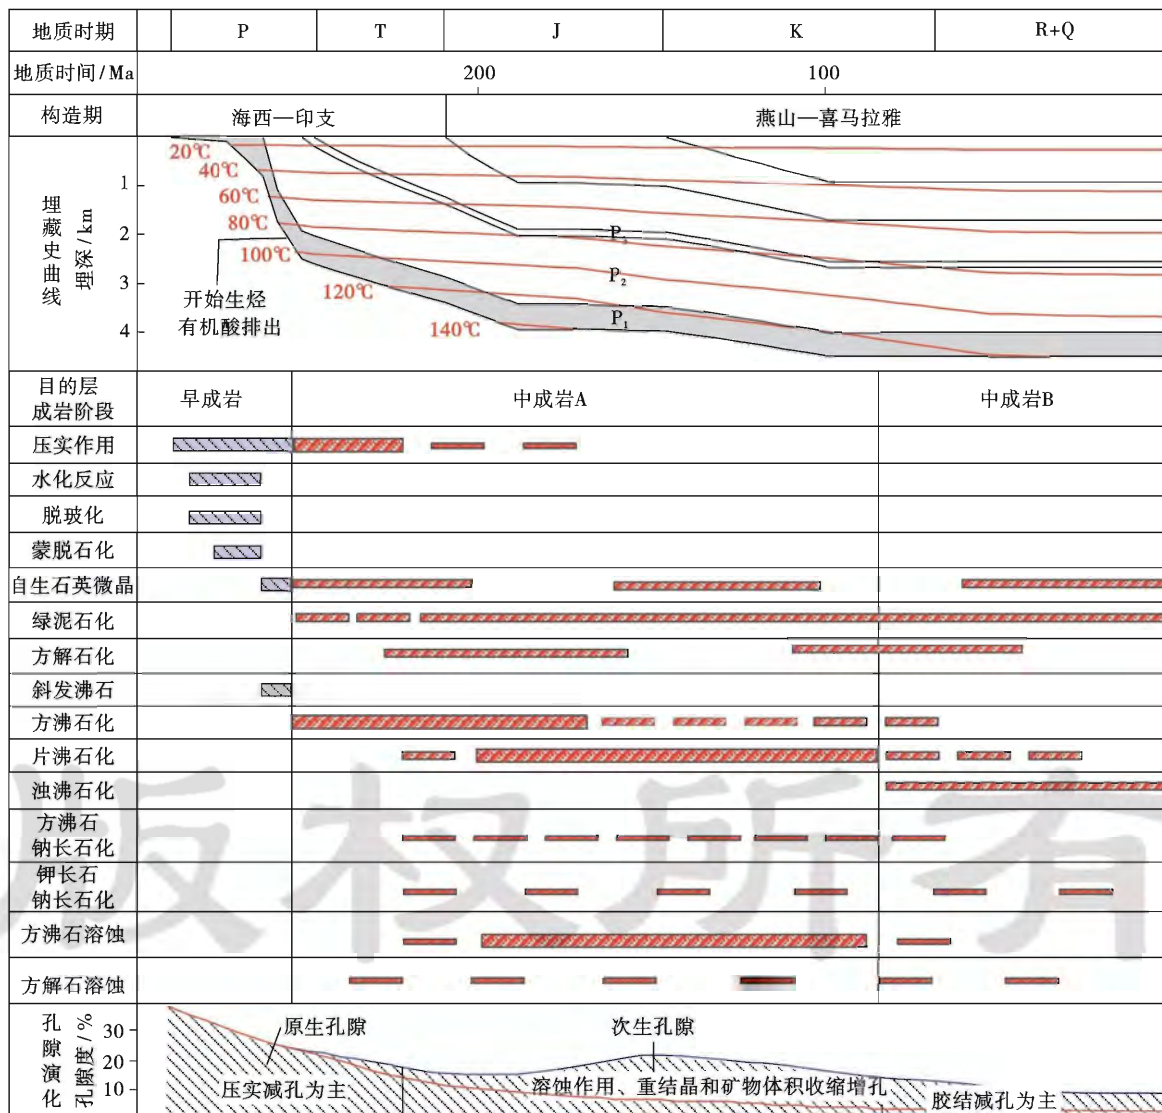 地质时期 P T J K R+Q
地质时间/Ma 200 100
构造期 海西—印支 燕山—喜马拉雅
埋藏史曲线
埋深/km
1
2
3
4
20℃
40℃
60℃
80℃
100℃
120℃
140℃
开始生烃
有机酸排出
P₃
P₂
P₁
目的层
成岩阶段
早成岩 中成岩A 中成岩B
压实作用
水化反应
脱玻化
蒙脱石化
自生石英微晶
绿泥石化
方解石化
斜发沸石
方沸石化
片沸石化
浊沸石化
方沸石
钠长石化
钾长石
钠长石化
方沸石溶蚀
方解石溶蚀
孔隙演化
孔隙度/%
30
20
10
原生孔隙 次生孔隙
压实减孔为主 溶蚀作用、重结晶和矿物体积收缩增孔 胶结减孔为主
版权所有